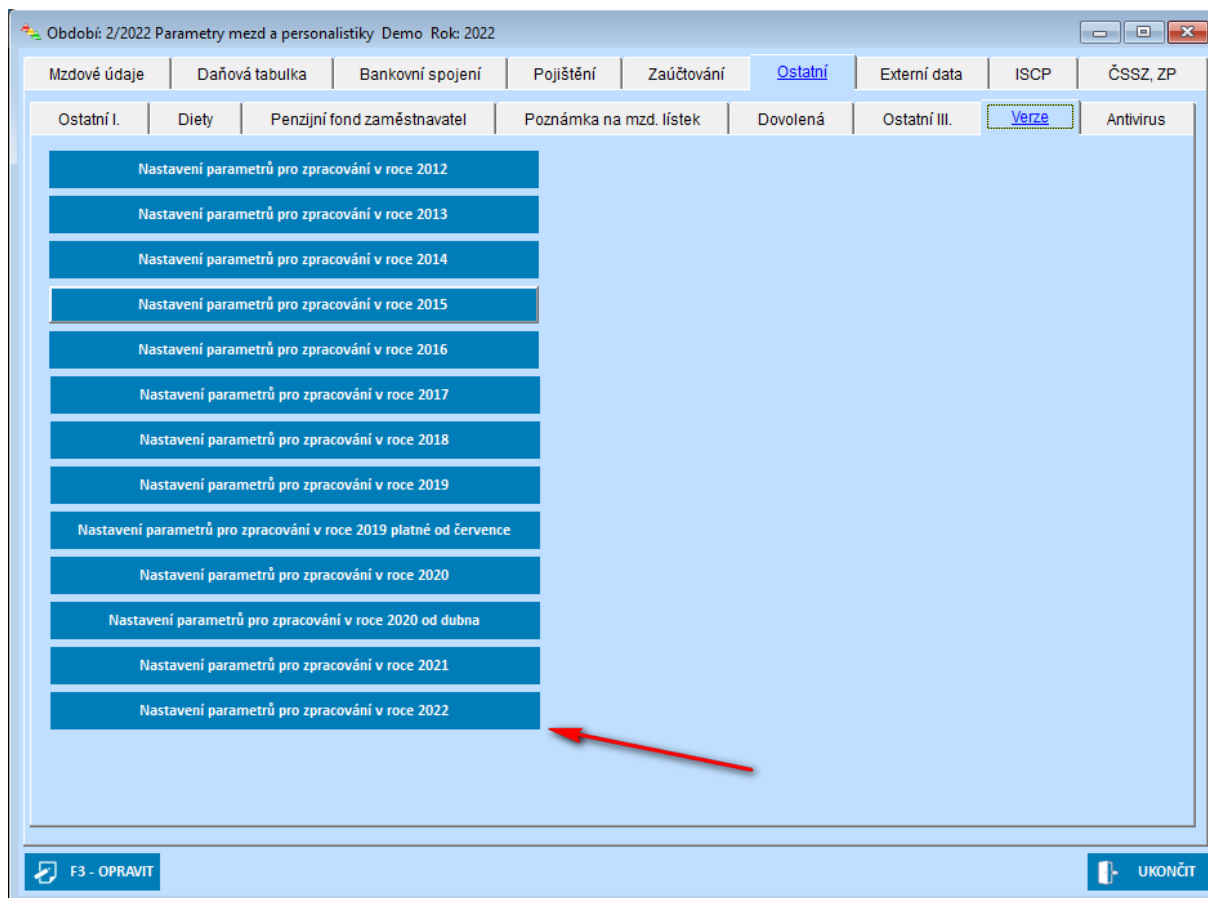 Období: 2/2022 Parametry mezd a personalistiky Demo Rok: 2022
Mzdové údaje Daňová tabulka Bankovní spojení Pojištění Zaúčtování Ostatní Externí data ISCP ČSSZ, ZP
Ostatní I. Diety Penzijní fond zaměstnavatel Poznámka na mzd. lístek Dovolená Ostatní III. Verze Antivirus
Nastavení parametrů pro zpracování v roce 2012
Nastavení parametrů pro zpracování v roce 2013
Nastavení parametrů pro zpracování v roce 2014
Nastavení parametrů pro zpracování v roce 2015
Nastavení parametrů pro zpracování v roce 2016
Nastavení parametrů pro zpracování v roce 2017
Nastavení parametrů pro zpracování v roce 2018
Nastavení parametrů pro zpracování v roce 2019
Nastavení parametrů pro zpracování v roce 2019 platné od července
Nastavení parametrů pro zpracování v roce 2020
Nastavení parametrů pro zpracování v roce 2020 od dubna
Nastavení parametrů pro zpracování v roce 2021
Nastavení parametrů pro zpracování v roce 2022
F3 - OPRAVIT UKONČIT